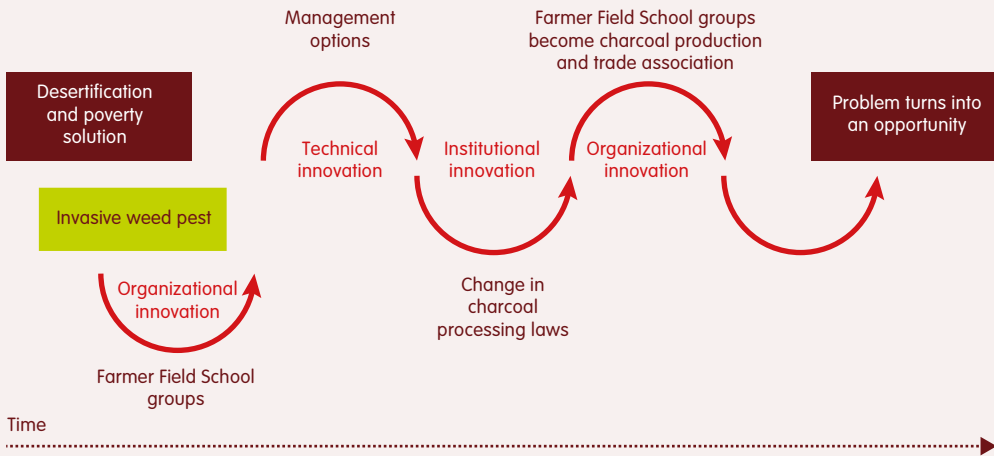 Management
options
Farmer Field School groups
become charcoal production
and trade association
Desertification
and poverty
solution
Problem turns into
an opportunity
Technical
innovation
Institutional
innovation
Organizational
innovation
Invasive weed pest
Organizational
innovation
Change in
charcoal
processing laws
Farmer Field School
groups
Time